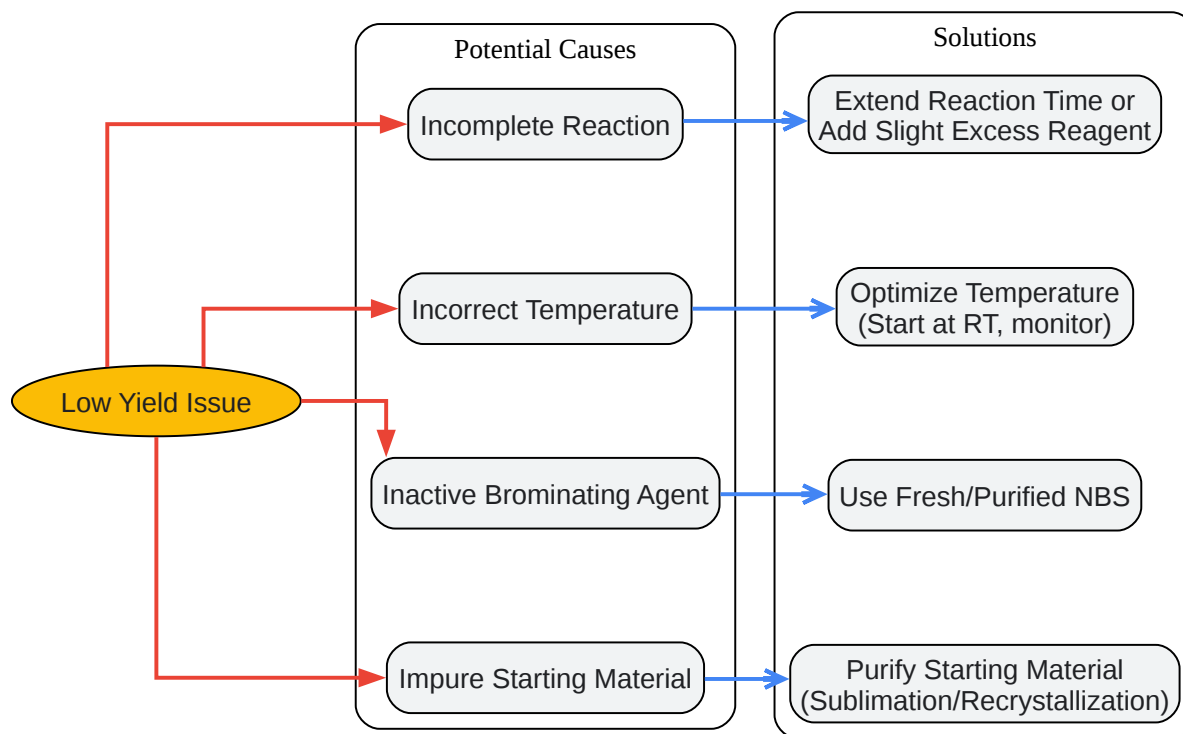 Potential Causes
Solutions
Incomplete Reaction
Extend Reaction Time or
Add Slight Excess Reagent
Incorrect Temperature
Optimize Temperature
(Start at RT, monitor)
Low Yield Issue
Inactive Brominating Agent
Use Fresh/Purified NBS
Impure Starting Material
Purify Starting Material
(Sublimation/Recrystallization)